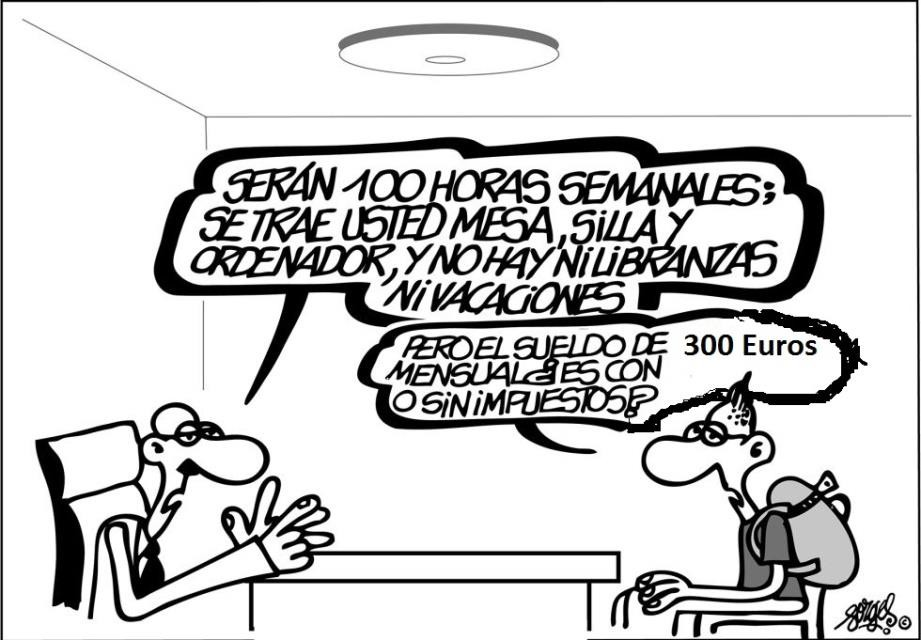 SERÁN 100 HORAS SEMANALES;
SE TRAE USTED MESA, SILLA Y
ORDENADOR, Y NO HAY NI LIBRANZAS
NI VACACIONES
PERO EL SUELDO DE 300 Euros
MENSUAL ¿ES CON
O SIN IMPUESTOS?
Forges ©